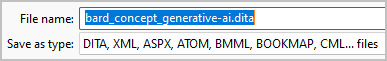 File name: bard_concept_generative-ai.dita
Save as type: DITA, XML, ASPX, ATOM, BMML, BOOKMAP, CML... files